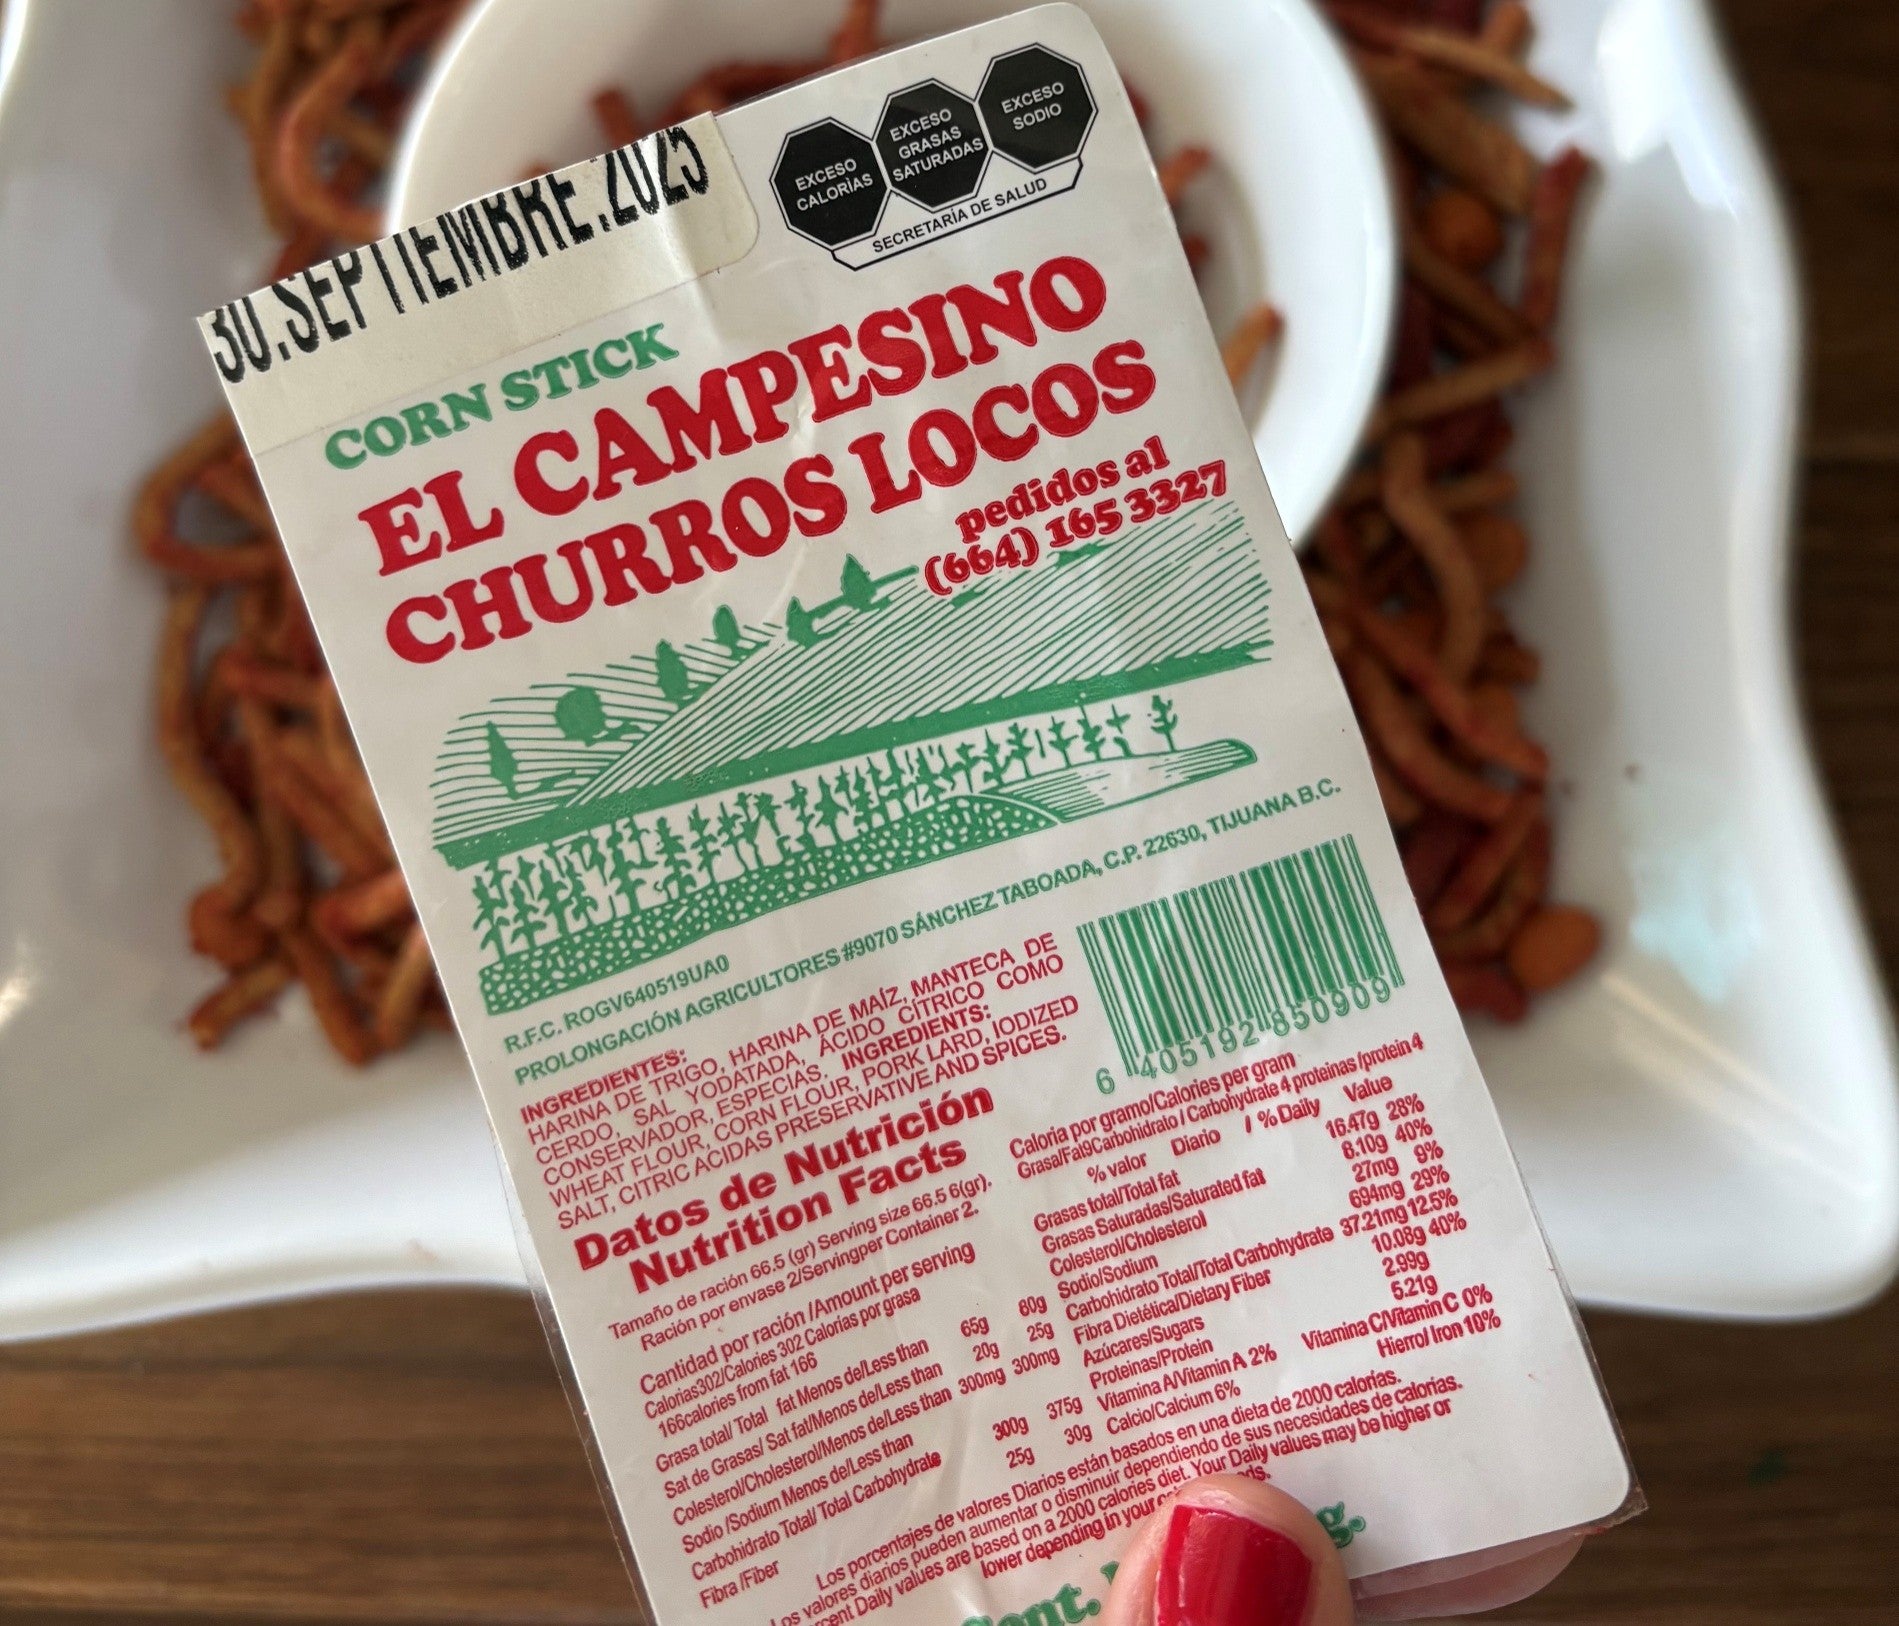 30.SEPTIEMBRE.2025
EXCESO
CALORÍAS
EXCESO
GRASAS
SATURADAS
EXCESO
SODIO
SECRETARÍA DE SALUD
CORN STICK
EL CAMPESINO
CHURROS LOCOS
pedidos al
(664) 165 3327
R.F.C. ROGV640519UA0
PROLONGACIÓN AGRICULTORES #9070 SÁNCHEZ TABOADA, C.P. 22630, TIJUANA B.C.
INGREDIENTES:
HARINA DE TRIGO, HARINA DE MAÍZ, MANTECA DE
CERDO, SAL YODATADA, ÁCIDO CÍTRICO COMO
CONSERVADOR, ESPECIAS. INGREDIENTS:
WHEAT FLOUR, CORN FLOUR, PORK LARD, IODIZED
SALT, CITRIC ACIDAS PRESERVATIVE AND SPICES.
6 405192 850909
Datos de Nutrición
Nutrition Facts
Tamaño de ración 66.5 (gr) Serving size 66.5 6(gr).
Ración por envase 2/Servingper Container 2.
Cantidad por ración /Amount per serving
Calorias302/Calories 302 Calorias por grasa
166calories from fat 166
Grasa total/ Total fat Menos de/Less than 65g 80g
Sat de Grasas/ Sat fat/Menos de/Less than 20g 25g
Colesterol/Cholesterol/Menos de/Less than 300mg 300mg
Sodio /Sodium Menos de/Less than
Carbohidrato Total/ Total Carbohydrate 300g 375g
Fibra /Fiber 25g 30g
Caloria por gramo/Calories per gram
Grasa/Fat9Carbohidrato / Carbohydrate 4 proteinas /protein 4
% valor Diario / % Daily Value
Grasas total/Total fat 16.47g 28%
Grasas Saturadas/Saturated fat 8.10g 40%
Colesterol/Cholesterol 27mg 9%
Sodio/Sodium 694mg 29%
Carbohidrato Total/Total Carbohydrate 37.21mg 12.5%
Fibra Dietética/Dietary Fiber 10.08g 40%
Azúcares/Sugars 2.99g
Proteinas/Protein 5.21g
Vitamina A/Vitamin A 2% Vitamina C/Vitamin C 0%
Calcio/Calcium 6% Hierro/ Iron 10%
Los porcentajes de valores Diarios están basados en una dieta de 2000 calorías.
Los valores diarios pueden aumentar o disminuir dependiendo de sus necesidades de calorías.
Daily values are based on a 2000 calories diet. Your Daily values may be higher or
lower depending in your